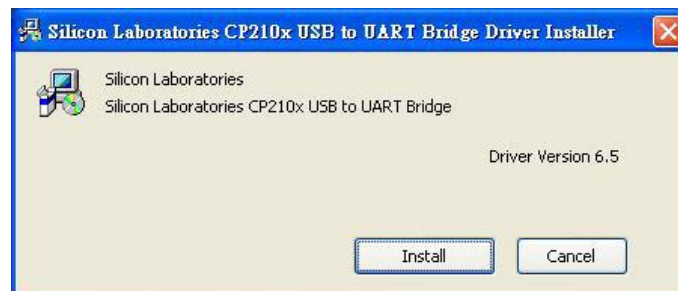 Silicon Laboratories CP210x USB to UART Bridge Driver Installer
Silicon Laboratories
Silicon Laboratories CP210x USB to UART Bridge
Driver Version 6.5
Install
Cancel